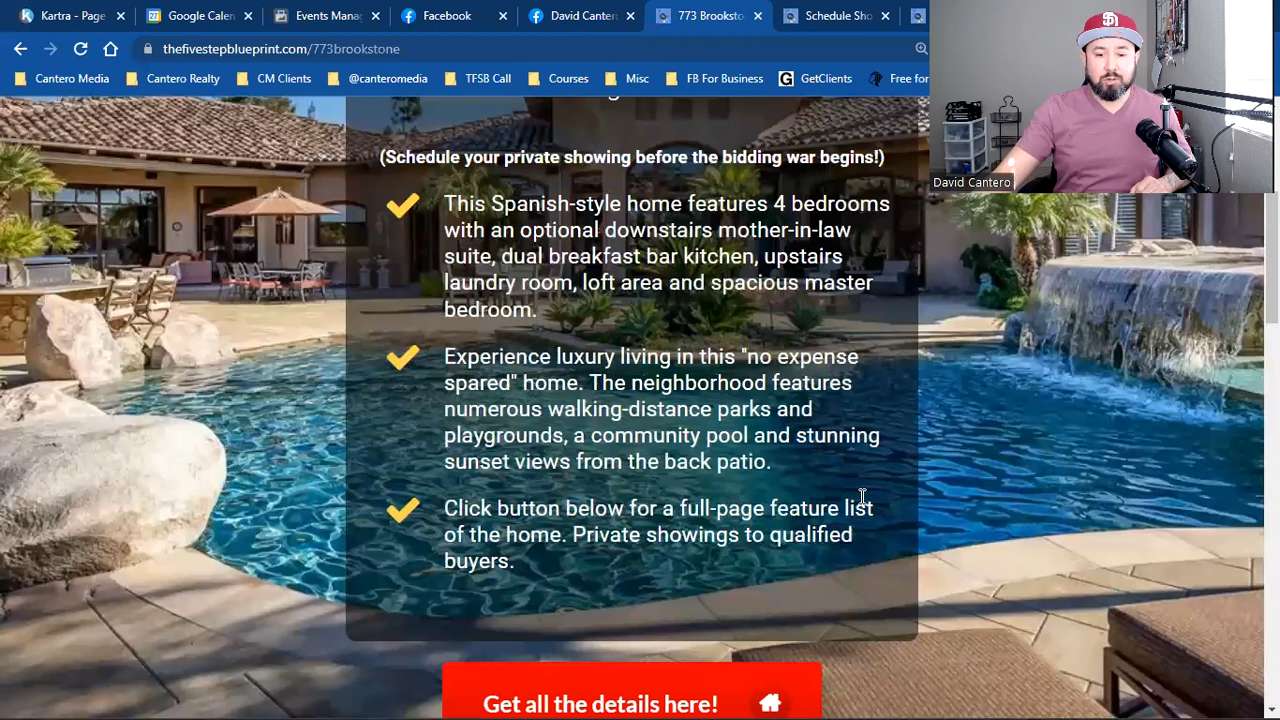 Kartra - Page
Google Calen
Events Mana
Facebook
David Canter
773 Booksto
Schedule Sho
thefivestepblueprint.com/773brookstone
Cantero Media
Cantero Realty
CM Clients
@canteromedia
TFSB Call
Courses
Misc
FB For Business
GetClients
Free for
David Cantero
(Schedule your private showing before the bidding war begins!)
This Spanish-style home features 4 bedrooms
with an optional downstairs mother-in-law
suite, dual breakfast bar kitchen, upstairs
laundry room, loft area and spacious master
bedroom.
Experience luxury living in this "no expense
spared" home. The neighborhood features
numerous walking-distance parks and
playgrounds, a community pool and stunning
sunset views from the back patio.
Click button below for a full-page feature list
of the home. Private showings to qualified
buyers.
Get all the details here!